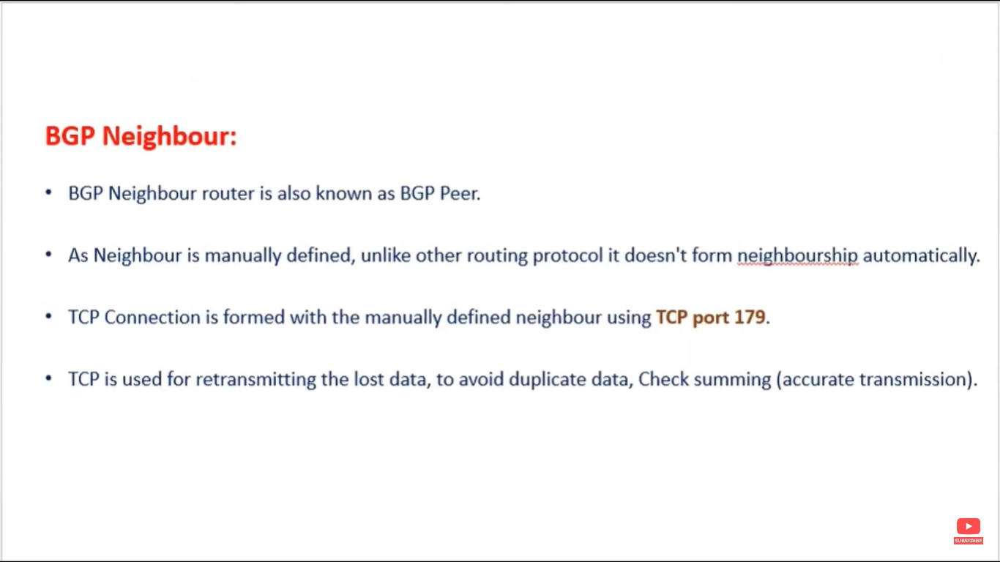 BGP Neighbour:
• BGP Neighbour router is also known as BGP Peer.
• As Neighbour is manually defined, unlike other routing protocol it doesn't form neighbourship automatically.
• TCP Connection is formed with the manually defined neighbour using TCP port 179.
• TCP is used for retransmitting the lost data, to avoid duplicate data, Check summing (accurate transmission).
SUBSCRIBE